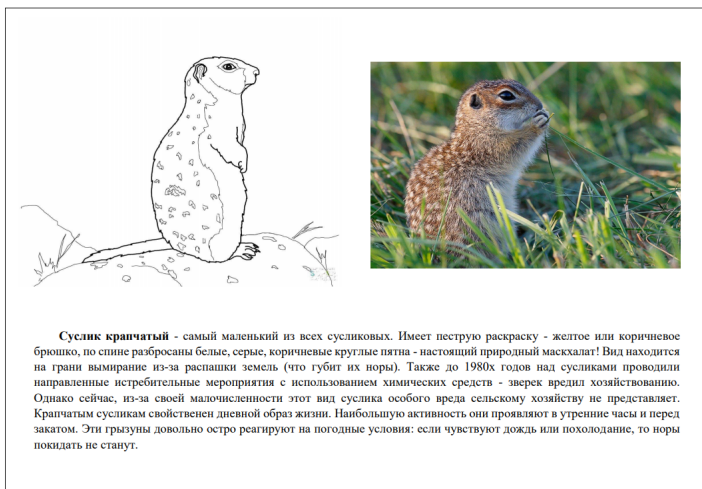 Суслик крапчатый - самый маленький из всех сусликовых. Имеет пеструю раскраску - желтое или коричневое
брюшко, по спине разбросаны белые, серые, коричневые круглые пятна - настоящий природный масхалат! Вид находится
на грани вымирание из-за распашки земель (что губит их норы). Также до 1980х годов над сусликами проводили
направленные истребительные мероприятия с использованием химических средств - зверек вредил хозяйствованию.
Однако сейчас, из-за своей малочисленности этот вид суслика особого вреда сельскому хозяйству не представляет.
Крапчатым сусликам свойственен дневной образ жизни. Наибольшую активность они проявляют в утренние часы и перед
закатом. Эти грызуны довольно остро реагируют на погодные условия: если чувствуют дождь или похолодание, то норы
покидать не станут.